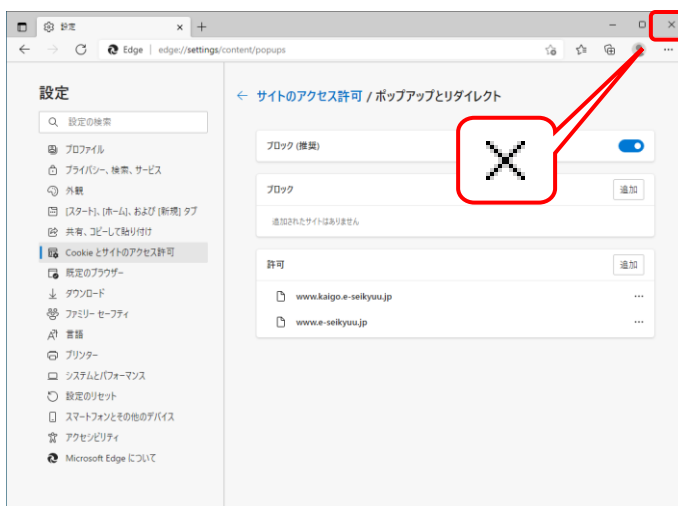 設定
Edge | edge://settings/content/popups
設定
設定の検索
プロファイル
プライバシー、検索、サービス
外観
[スタート]、[ホーム]、および [新規] タブ
共有、コピーして貼り付け
Cookie とサイトのアクセス許可
既定のブラウザー
ダウンロード
ファミリー セーフティ
言語
プリンター
システムとパフォーマンス
設定のリセット
スマートフォンとその他のデバイス
アクセシビリティ
Microsoft Edge について
サイトのアクセス許可 / ポップアップとリダイレクト
ブロック (推奨)
ブロック
追加
追加されたサイトはありません
許可
追加
www.kaigo.e-seikyuu.jp
www.e-seikyuu.jp